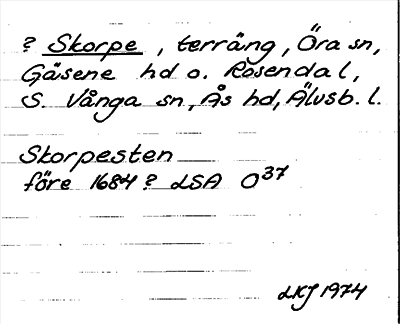 ? Skorpe, terräng, Öra sn,
Gäsene hd o. Rosendal,
S. Vånga sn, Ås hd, Älvsb. l.
Skorpesten
före 1684? LSA O37
LKJ 1974